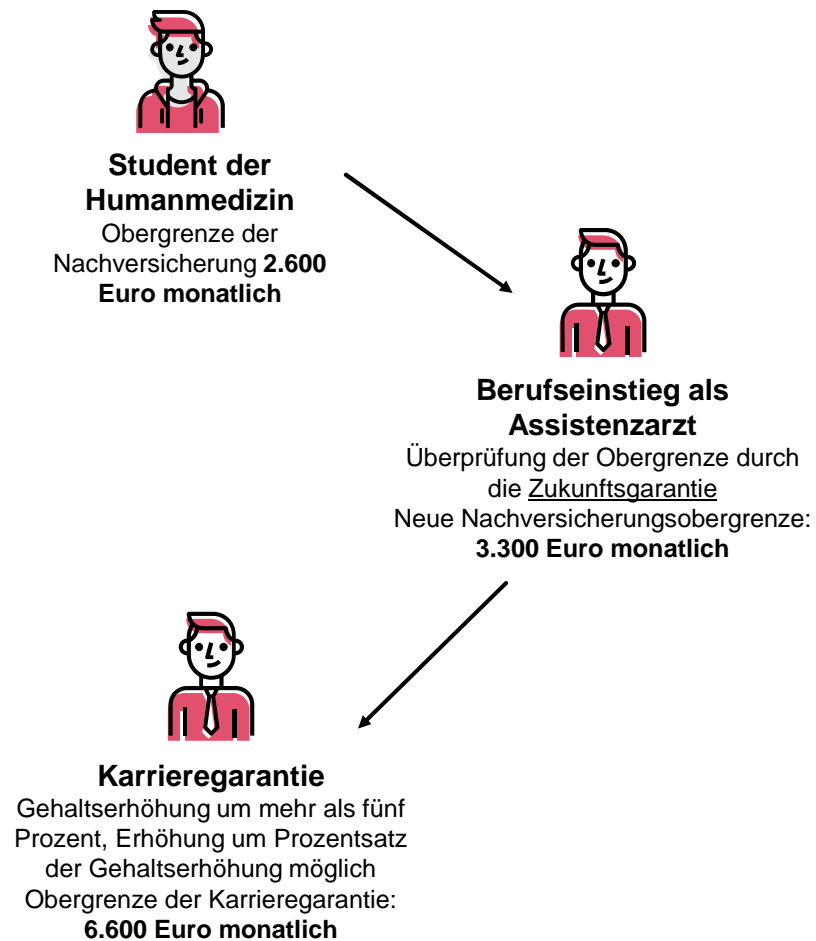 Student der
Humanmedizin
Obergrenze der
Nachversicherung 2.600
Euro monatlich
Berufseinstieg als
Assistenzarzt
Überprüfung der Obergrenze durch
die Zukunftsgarantie
Neue Nachversicherungsobergrenze:
3.300 Euro monatlich
Karrieregarantie
Gehaltserhöhung um mehr als fünf
Prozent, Erhöhung um Prozentsatz
der Gehaltserhöhung möglich
Obergrenze der Karrieregarantie:
6.600 Euro monatlich